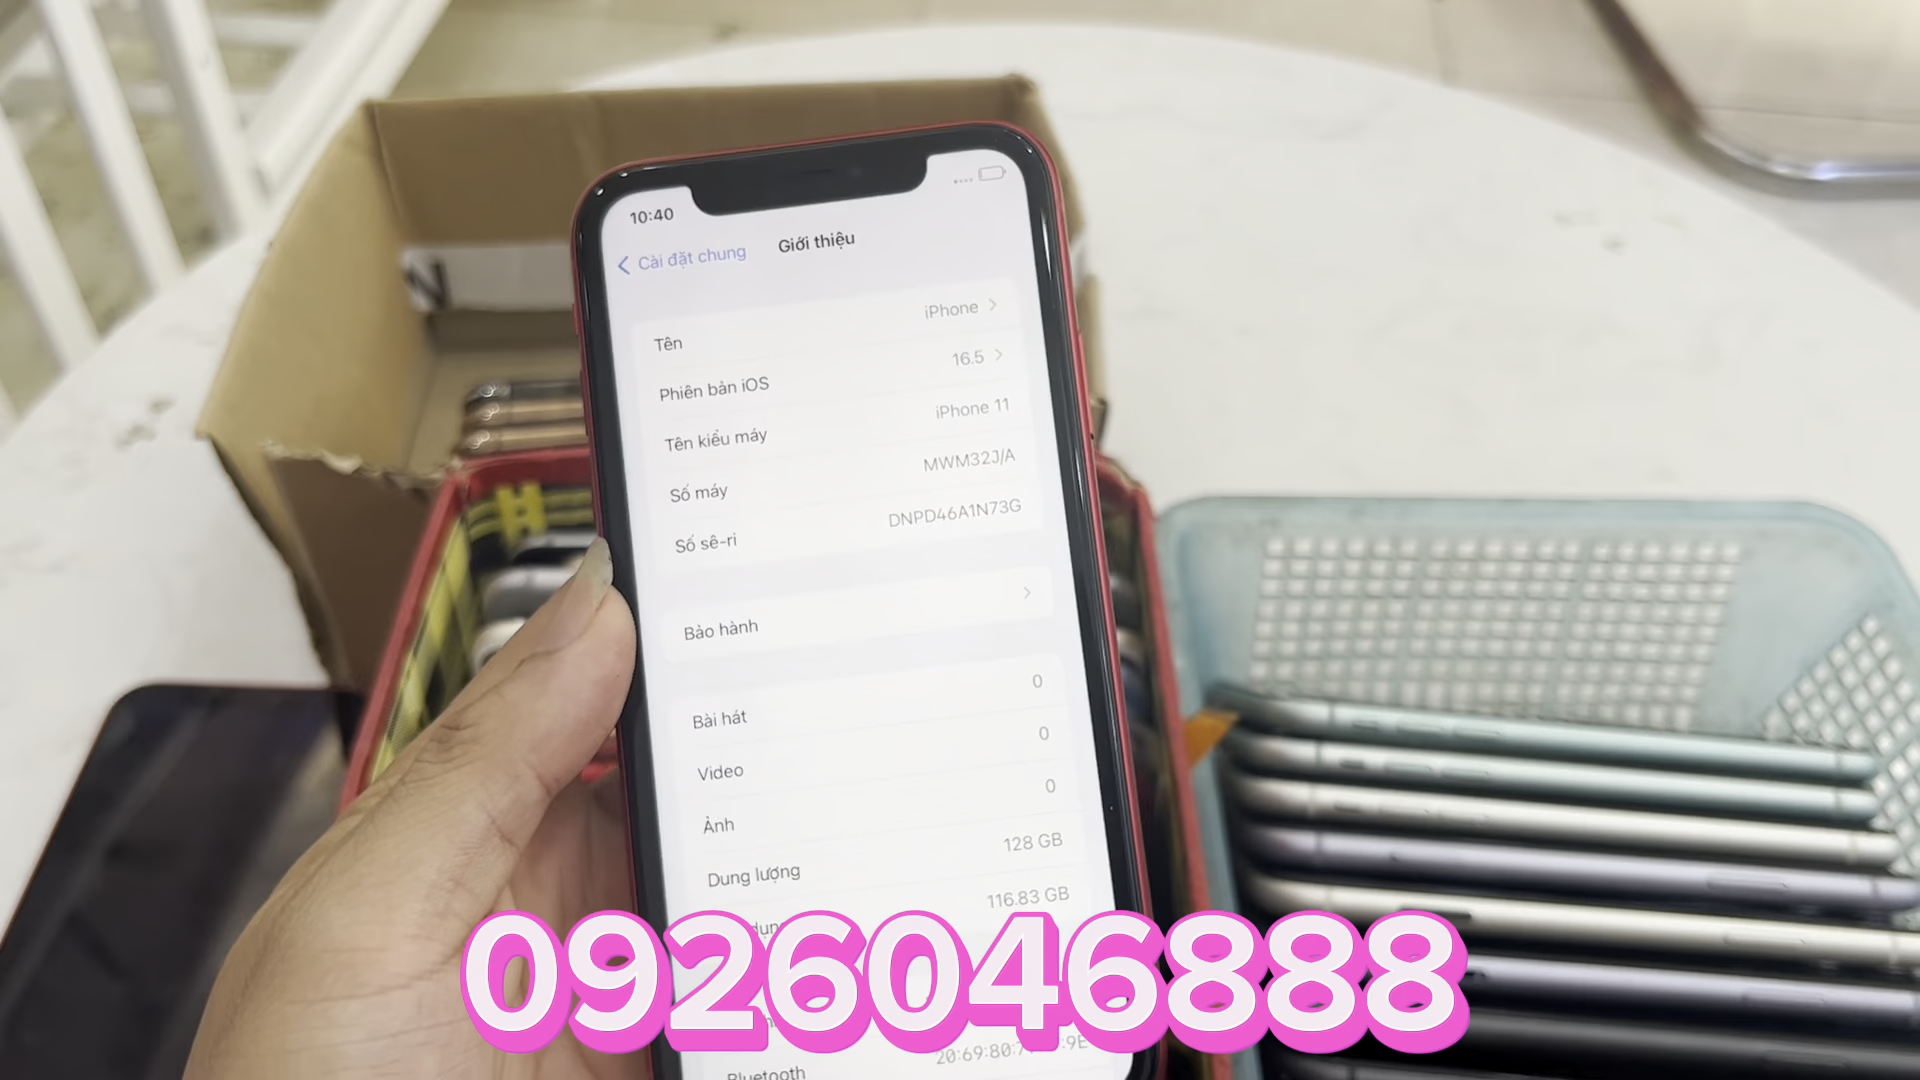 10:40
Cài đặt chung
Giới thiệu
Tên
iPhone
Phiên bản iOS
16.5
Tên kiểu máy
iPhone 11
Số máy
MWM32J/A
Số sê-ri
DNPD46A1N73G
Bảo hành
Bài hát
0
Video
0
Ảnh
0
Dung lượng
128 GB
116.83 GB
0926046888
Bluetooth
N